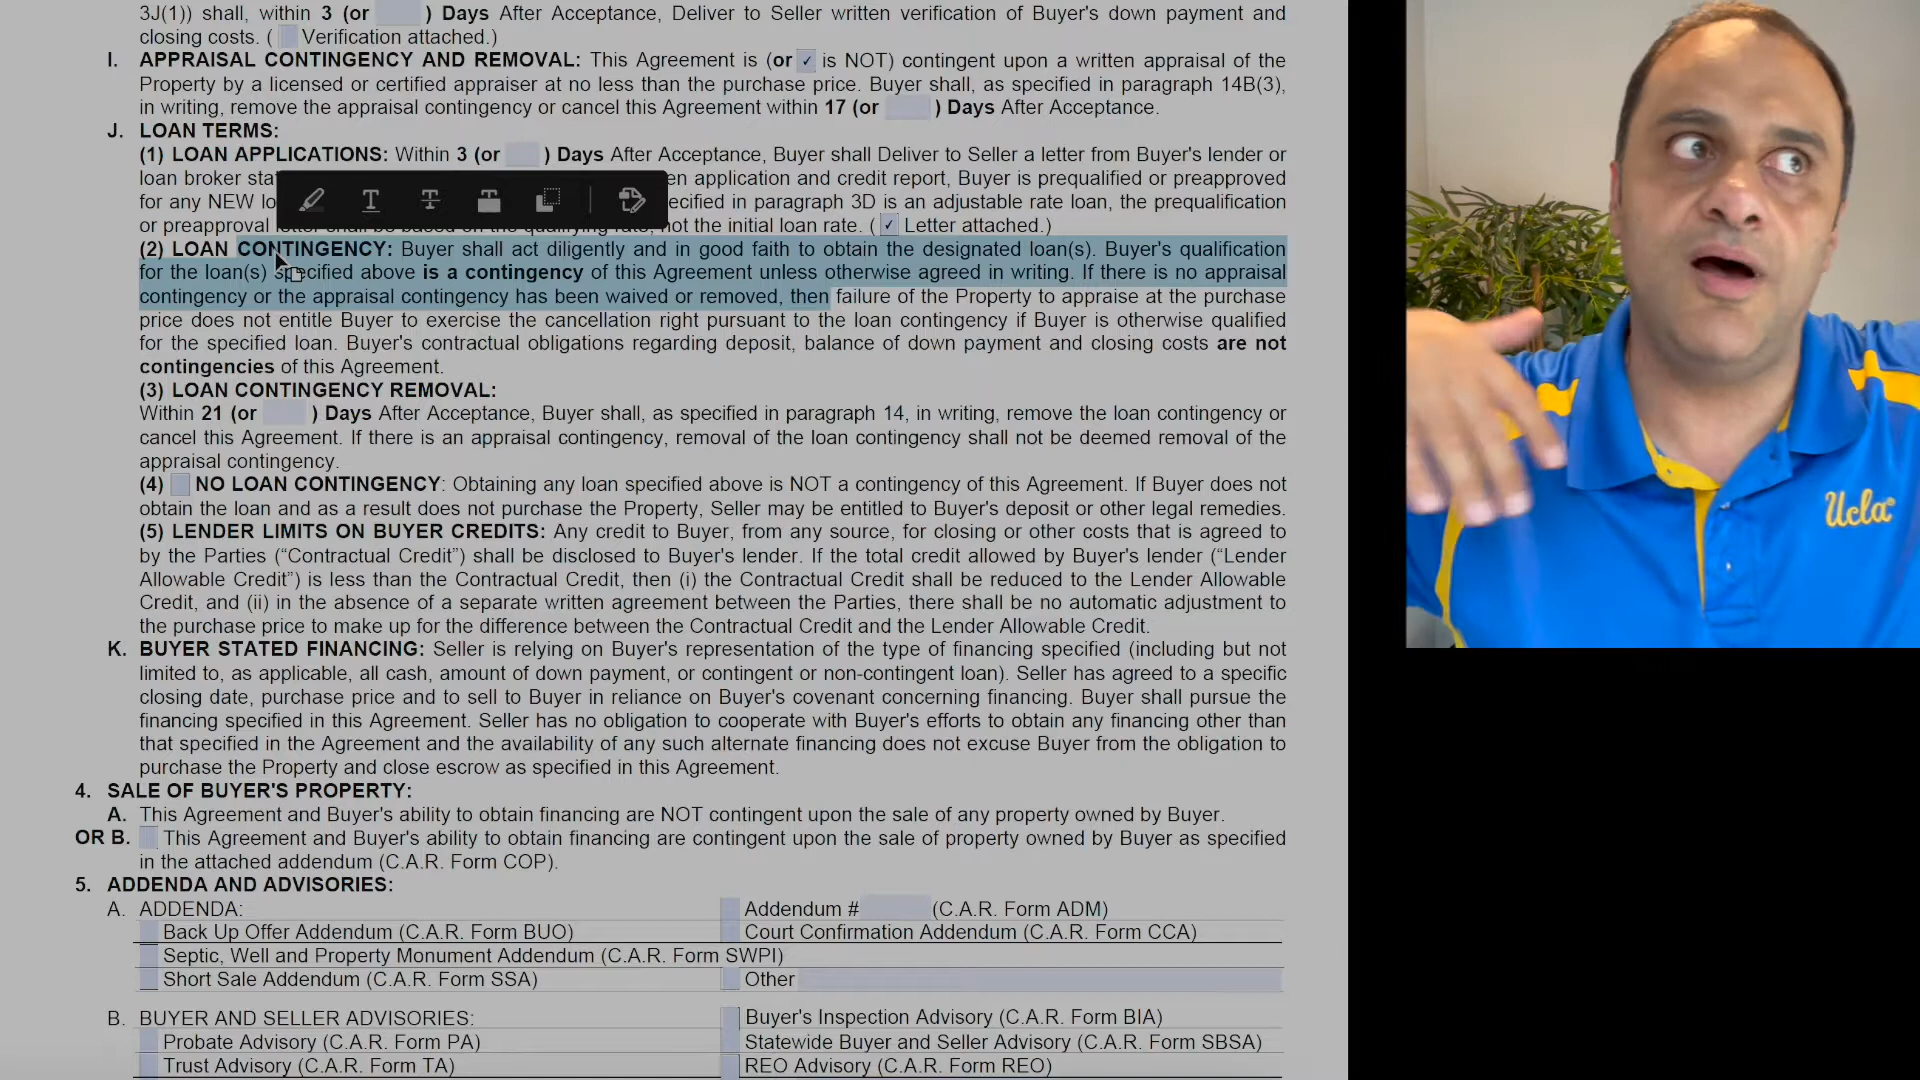 3J(1)) shall, within 3 (or ) Days After Acceptance, Deliver to Seller written verification of Buyer's down payment and
closing costs. ( Verification attached.)
I. APPRAISAL CONTINGENCY AND REMOVAL: This Agreement is (or ✓ is NOT) contingent upon a written appraisal of the
Property by a licensed or certified appraiser at no less than the purchase price. Buyer shall, as specified in paragraph 14B(3),
in writing, remove the appraisal contingency or cancel this Agreement within 17 (or ) Days After Acceptance.
J. LOAN TERMS:
(1) LOAN APPLICATIONS: Within 3 (or ) Days After Acceptance, Buyer shall Deliver to Seller a letter from Buyer's lender or
loan broker application and credit report, Buyer is prequalified or preapproved
for any NEW in paragraph 3D is an adjustable rate loan, the prequalification
or preapproval letter shall be based on the qualifying rate, not the initial loan rate. ( ✓ Letter attached.)
(2) LOAN CONTINGENCY: Buyer shall act diligently and in good faith to obtain the designated loan(s). Buyer's qualification
for the loan(s) specified above is a contingency of this Agreement unless otherwise agreed in writing. If there is no appraisal
contingency or the appraisal contingency has been waived or removed, then failure of the Property to appraise at the purchase
price does not entitle Buyer to exercise the cancellation right pursuant to the loan contingency if Buyer is otherwise qualified
for the specified loan. Buyer's contractual obligations regarding deposit, balance of down payment and closing costs are not
contingencies of this Agreement.
(3) LOAN CONTINGENCY REMOVAL:
Within 21 (or ) Days After Acceptance, Buyer shall, as specified in paragraph 14, in writing, remove the loan contingency or
cancel this Agreement. If there is an appraisal contingency, removal of the loan contingency shall not be deemed removal of the
appraisal contingency.
(4) NO LOAN CONTINGENCY: Obtaining any loan specified above is NOT a contingency of this Agreement. If Buyer does not
obtain the loan and as a result does not purchase the Property, Seller may be entitled to Buyer's deposit or other legal remedies.
(5) LENDER LIMITS ON BUYER CREDITS: Any credit to Buyer, from any source, for closing or other costs that is agreed to
by the Parties (“Contractual Credit”) shall be disclosed to Buyer's lender. If the total credit allowed by Buyer's lender (“Lender
Allowable Credit”) is less than the Contractual Credit, then (i) the Contractual Credit shall be reduced to the Lender Allowable
Credit, and (ii) in the absence of a separate written agreement between the Parties, there shall be no automatic adjustment to
the purchase price to make up for the difference between the Contractual Credit and the Lender Allowable Credit.
K. BUYER STATED FINANCING: Seller is relying on Buyer's representation of the type of financing specified (including but not
limited to, as applicable, all cash, amount of down payment, or contingent or non-contingent loan). Seller has agreed to a specific
closing date, purchase price and to sell to Buyer in reliance on Buyer's covenant concerning financing. Buyer shall pursue the
financing specified in this Agreement. Seller has no obligation to cooperate with Buyer's efforts to obtain any financing other than
that specified in the Agreement and the availability of any such alternate financing does not excuse Buyer from the obligation to
purchase the Property and close escrow as specified in this Agreement.
4. SALE OF BUYER'S PROPERTY:
A. This Agreement and Buyer's ability to obtain financing are NOT contingent upon the sale of any property owned by Buyer.
OR B. This Agreement and Buyer's ability to obtain financing are contingent upon the sale of property owned by Buyer as specified
in the attached addendum (C.A.R. Form COP).
5. ADDENDA AND ADVISORIES:
A. ADDENDA: Addendum # (C.A.R. Form ADM)
Back Up Offer Addendum (C.A.R. Form BUO) Court Confirmation Addendum (C.A.R. Form CCA)
Septic, Well and Property Monument Addendum (C.A.R. Form SWPI)
Short Sale Addendum (C.A.R. Form SSA) Other
B. BUYER AND SELLER ADVISORIES: Buyer's Inspection Advisory (C.A.R. Form BIA)
Probate Advisory (C.A.R. Form PA) Statewide Buyer and Seller Advisory (C.A.R. Form SBSA)
Trust Advisory (C.A.R. Form TA) REO Advisory (C.A.R. Form REO)
Ucla